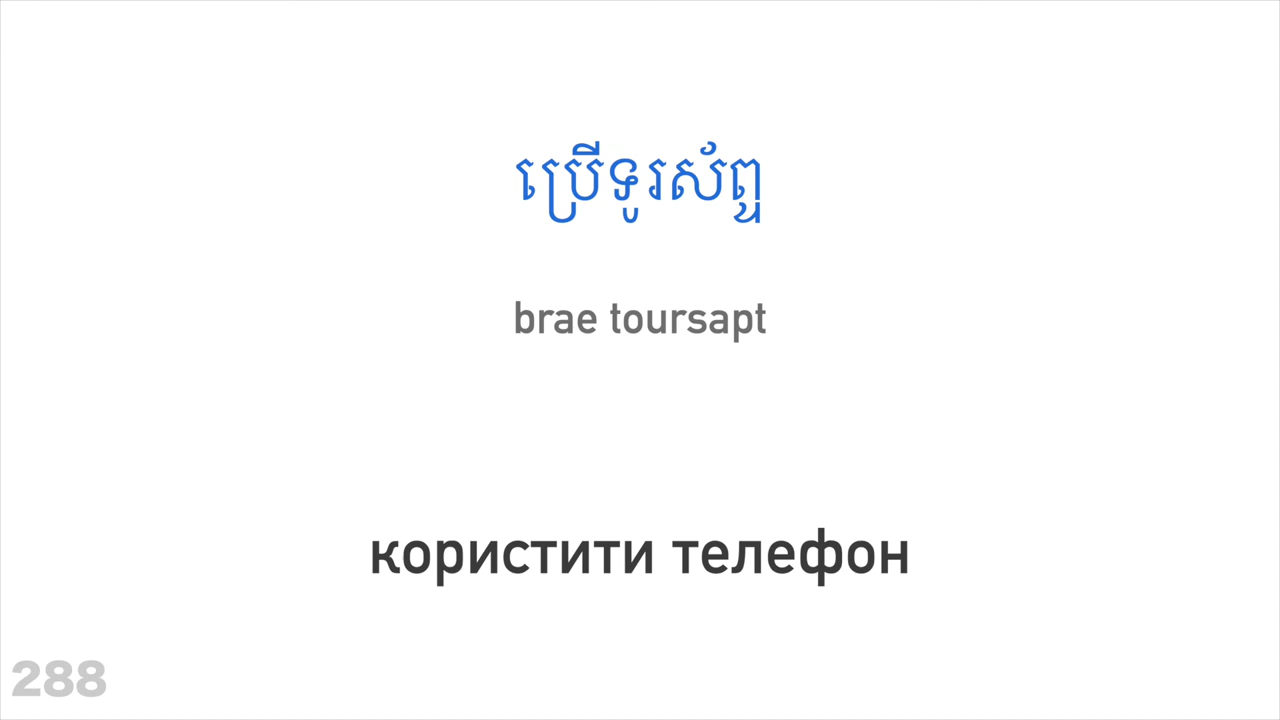 ប្រើទូរស័ព្ទ
brae toursapt
користити телефон
288